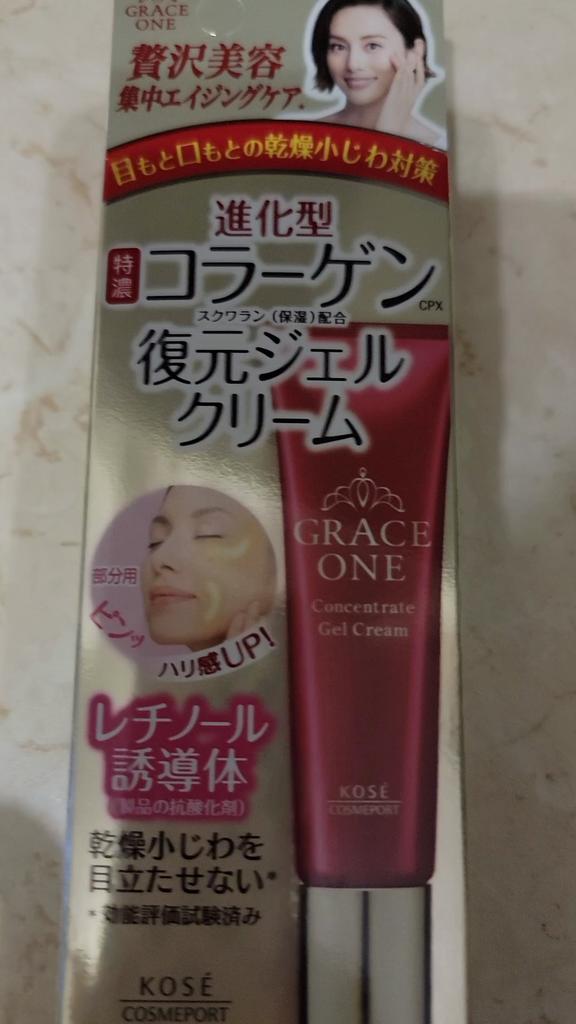 GRACE
ONE
贅沢美容
集中エイジングケア。
目もと口もとの乾燥小じわ対策
進化型
特濃
コラーゲン
CPX
スクワラン(保湿)配合
復元ジェル
クリーム
GRACE
ONE
Concentrate
Gel Cream
部分用
ピンッ
ハリ感UP!
レチノール
誘導体
(製品の抗酸化剤)
KOSÉ
COSMEPORT
乾燥小じわを
目立たせない*
*効能評価試験済み
KOSÉ
COSMEPORT